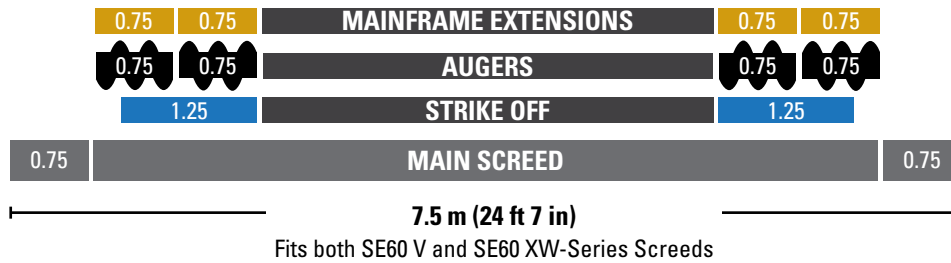 0.75 0.75 MAINFRAME EXTENSIONS 0.75 0.75
0.75 0.75 AUGERS 0.75 0.75
1.25 STRIKE OFF 1.25
0.75 MAIN SCREED 0.75
7.5 m (24 ft 7 in)
Fits both SE60 V and SE60 XW-Series Screeds